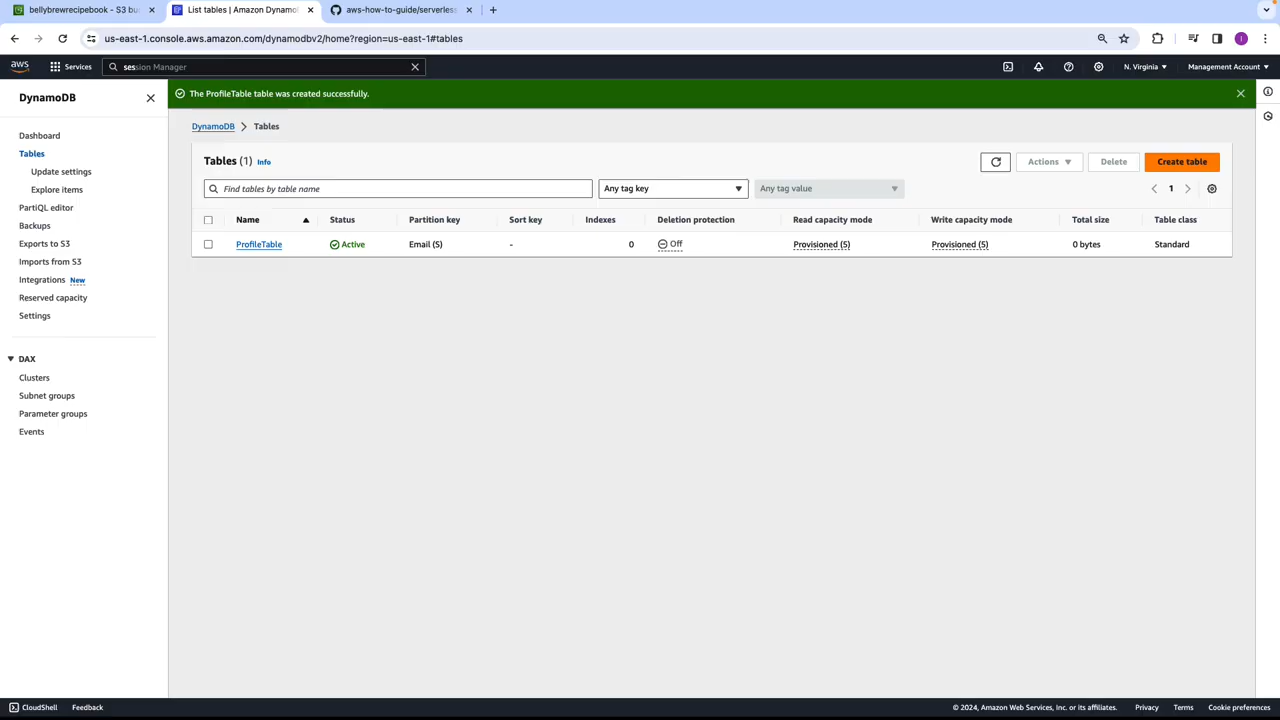 bellybrewrecipebook - S3 bu
List tables | Amazon Dynamo
aws-how-to-guide/serverless
us-east-1.console.aws.amazon.com/dynamodbv2/home?region=us-east-1#tables
aws
Services
session Manager
N. Virginia
Management Account
DynamoDB
Dashboard
Tables
Update settings
Explore items
PartiQL editor
Backups
Exports to S3
Imports from S3
Integrations New
Reserved capacity
Settings
DAX
Clusters
Subnet groups
Parameter groups
Events
The ProfileTable table was created successfully.
DynamoDB > Tables
Tables (1) Info
Actions
Delete
Create table
Find tables by table name
Any tag key
Any tag value
1
Name Status Partition key Sort key Indexes Deletion protection Read capacity mode Write capacity mode Total size Table class
ProfileTable Active Email (S) - 0 Off Provisioned (5) Provisioned (5) 0 bytes Standard
CloudShell Feedback © 2024, Amazon Web Services, Inc. or its affiliates. Privacy Terms Cookie preferences